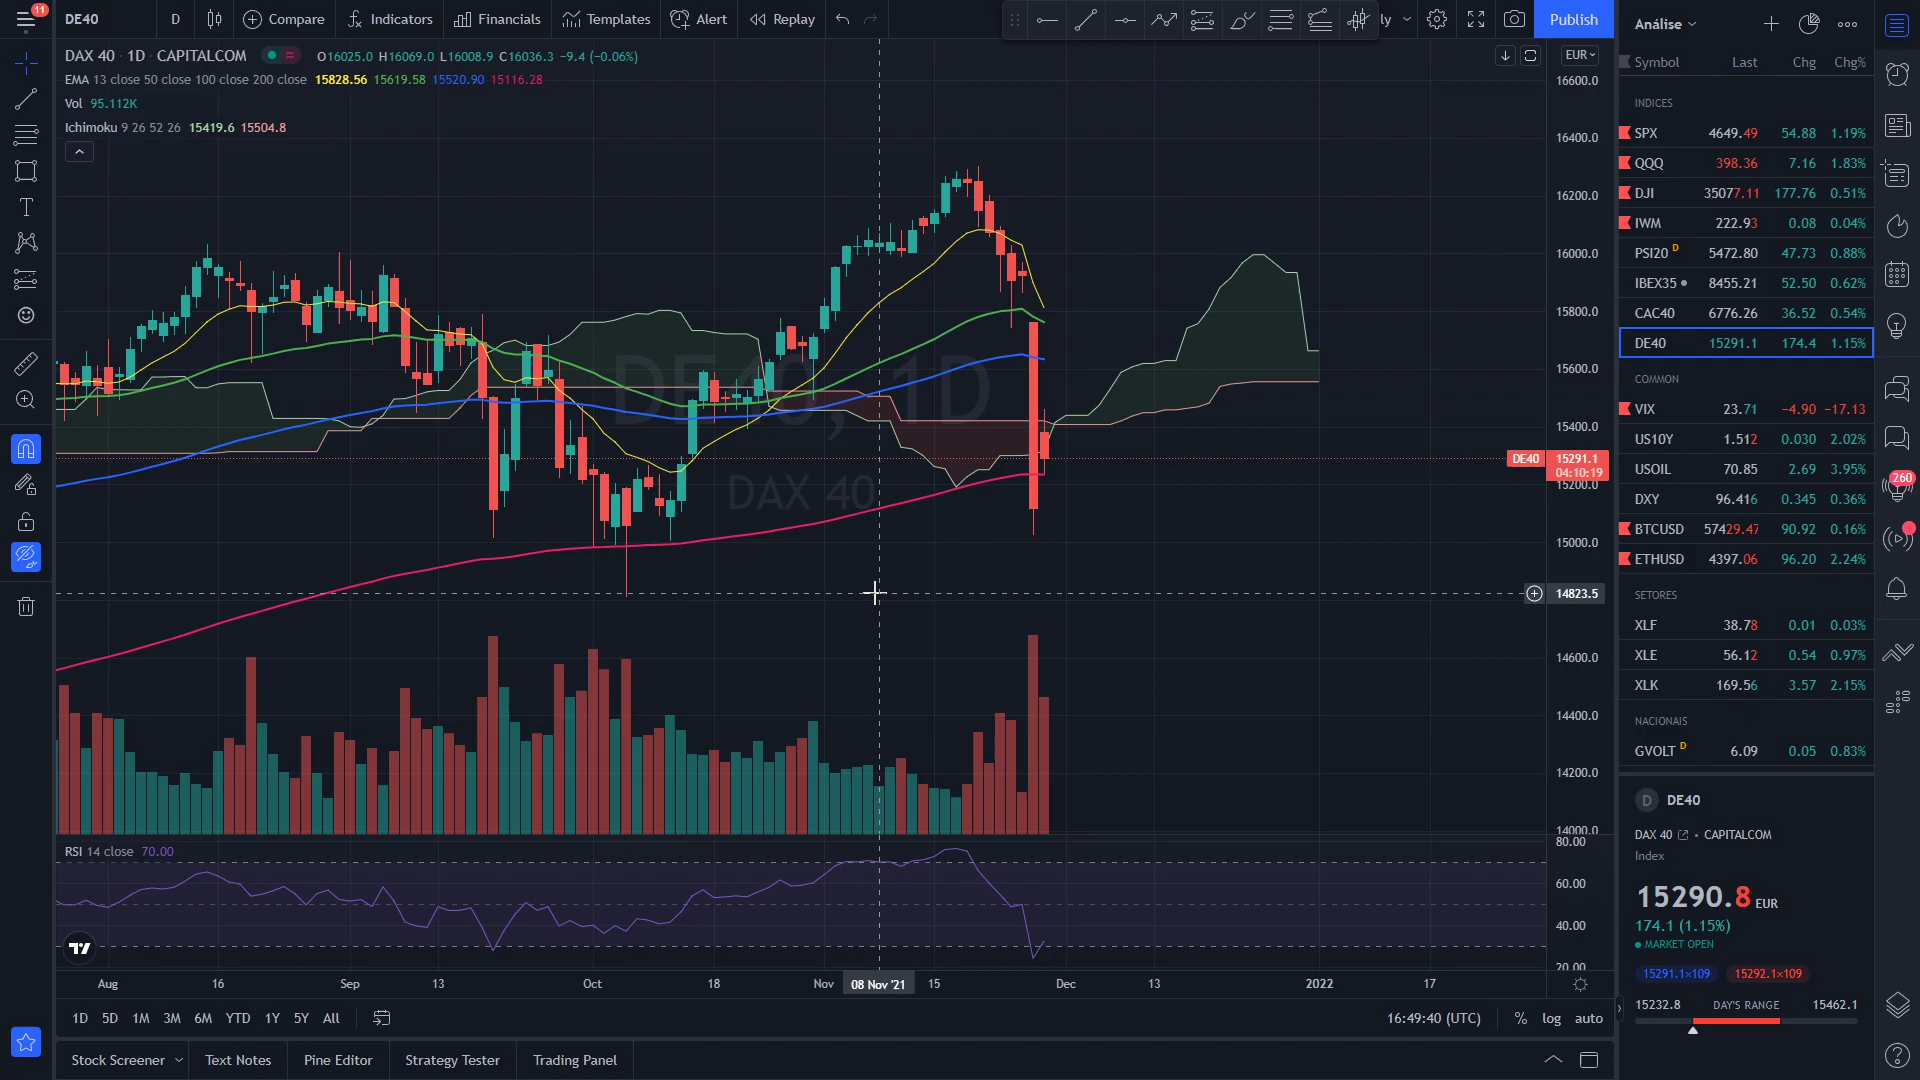 11
DE40 D Compare Indicators Financials Templates Alert Replay ly Publish
DAX 40 · 1D · CAPITALCOM O16025.0 H16069.0 L16008.9 C16036.3 −9.4 (−0.06%)
EMA 13 close 50 close 100 close 200 close 15828.56 15619.58 15520.90 15116.28
Vol 95.112K
Ichimoku 9 26 52 26 15419.6 15504.8
DE40, 1D
DAX 40
EUR
16600.0
16400.0
16200.0
16000.0
15800.0
15600.0
15400.0
DE40 15291.1
04:10:19
15200.0
15000.0
14823.5
14600.0
14400.0
14200.0
14000.0
RSI 14 close 70.00
80.00
60.00
40.00
20.00
Aug 16 Sep 13 Oct 18 Nov 08 Nov '21 15 Dec 13 2022 17
1D 5D 1M 3M 6M YTD 1Y 5Y All 16:49:40 (UTC) % log auto
Stock Screener Text Notes Pine Editor Strategy Tester Trading Panel
Análise
Symbol Last Chg Chg%
INDICES
SPX 4649.49 54.88 1.19%
QQQ 398.36 7.16 1.83%
DJI 35077.11 177.76 0.51%
IWM 222.93 0.08 0.04%
PSI20 D 5472.80 47.73 0.88%
IBEX35 8455.21 52.50 0.62%
CAC40 6776.26 36.52 0.54%
DE40 15291.1 174.4 1.15%
COMMON
VIX 23.71 −4.90 −17.13
US10Y 1.512 0.030 2.02%
USOIL 70.85 2.69 3.95%
DXY 96.416 0.345 0.36%
BTCUSD 57429.47 90.92 0.16%
ETHUSD 4397.06 96.20 2.24%
SETORES
XLF 38.78 0.01 0.03%
XLE 56.12 0.54 0.97%
XLK 169.56 3.57 2.15%
NACIONAIS
GVOLT D 6.09 0.05 0.83%
D DE40
DAX 40 • CAPITALCOM
Index
15290.8 EUR
174.1 (1.15%)
MARKET OPEN
15291.1×109 15292.1×109
15232.8 DAY'S RANGE 15462.1
260